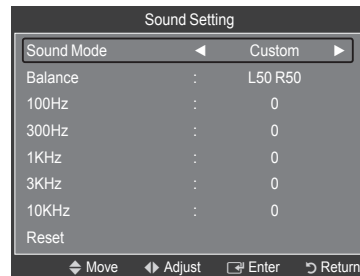 Sound Setting
Sound Mode ◄ Custom ►
Balance : L50 R50
100Hz : 0
300Hz : 0
1KHz : 0
3KHz : 0
10KHz : 0
Reset
Move Adjust Enter Return